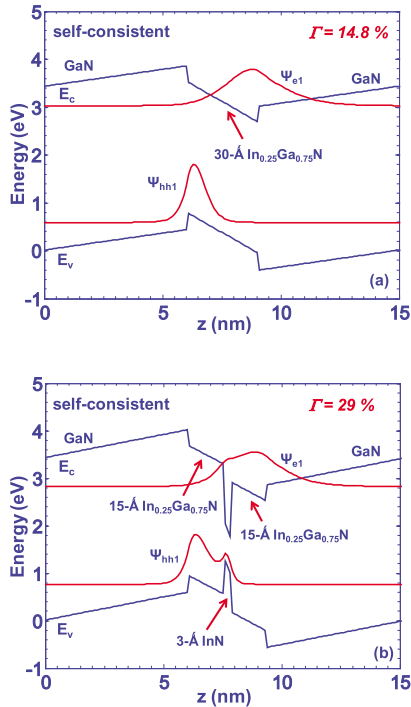 self-consistent
Γ = 14.8 %
GaN
Ψe1
GaN
Ec
30-Å In0.25Ga0.75N
Ψhh1
Ev
(a)
5
4
3
2
1
0
-1
Energy (eV)
0
5
10
15
z (nm)
self-consistent
Γ = 29 %
GaN
Ψe1
GaN
Ec
15-Å In0.25Ga0.75N
15-Å In0.25Ga0.75N
Ψhh1
3-Å InN
Ev
(b)
5
4
3
2
1
0
-1
Energy (eV)
0
5
10
15
z (nm)